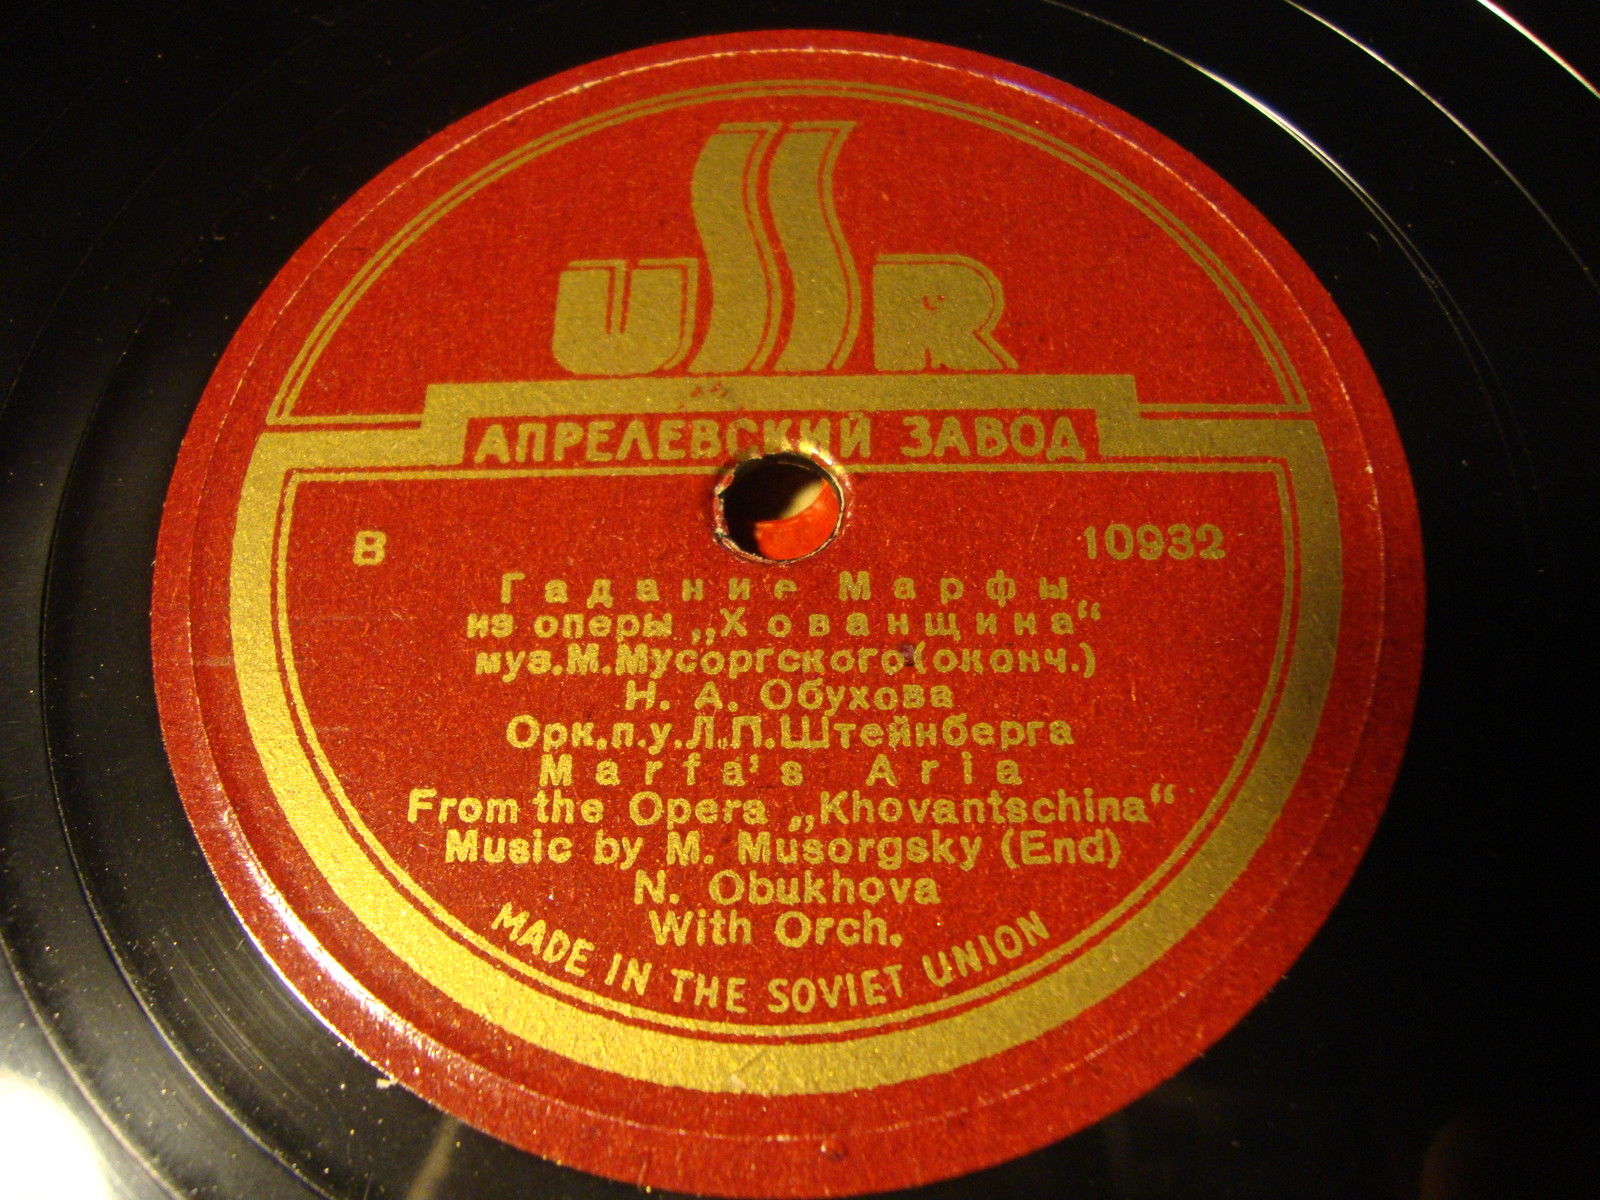 USSR
АПРЕЛЕВСКИЙ ЗАВОД
В 10932
Гадание Марфы
из оперы „Хованщина“
муз.М.Мусоргского(оконч.)
Н. А. Обухова
Орк.п.у.Л.П.Штейнберга
Marfa's Aria
From the Opera „Khovantschina“
Music by M. Musorgsky (End)
N. Obukhova
With Orch.
MADE IN THE SOVIET UNION